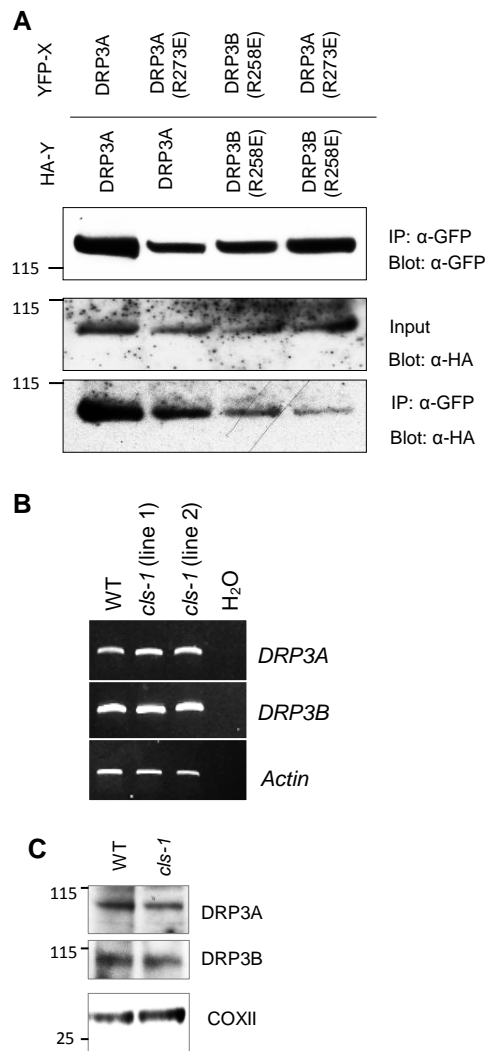 A
YFP-X
DRP3A
DRP3A (R273E)
DRP3B (R258E)
DRP3A (R273E)
HA-Y
DRP3A
DRP3A
DRP3B (R258E)
DRP3B (R258E)
115
IP: α-GFP
Blot: α-GFP
115
Input
Blot: α-HA
115
IP: α-GFP
Blot: α-HA
B
WT
cls-1 (line 1)
cls-1 (line 2)
H₂O
DRP3A
DRP3B
Actin
C
WT
cls-1
115
DRP3A
115
DRP3B
COXII
25